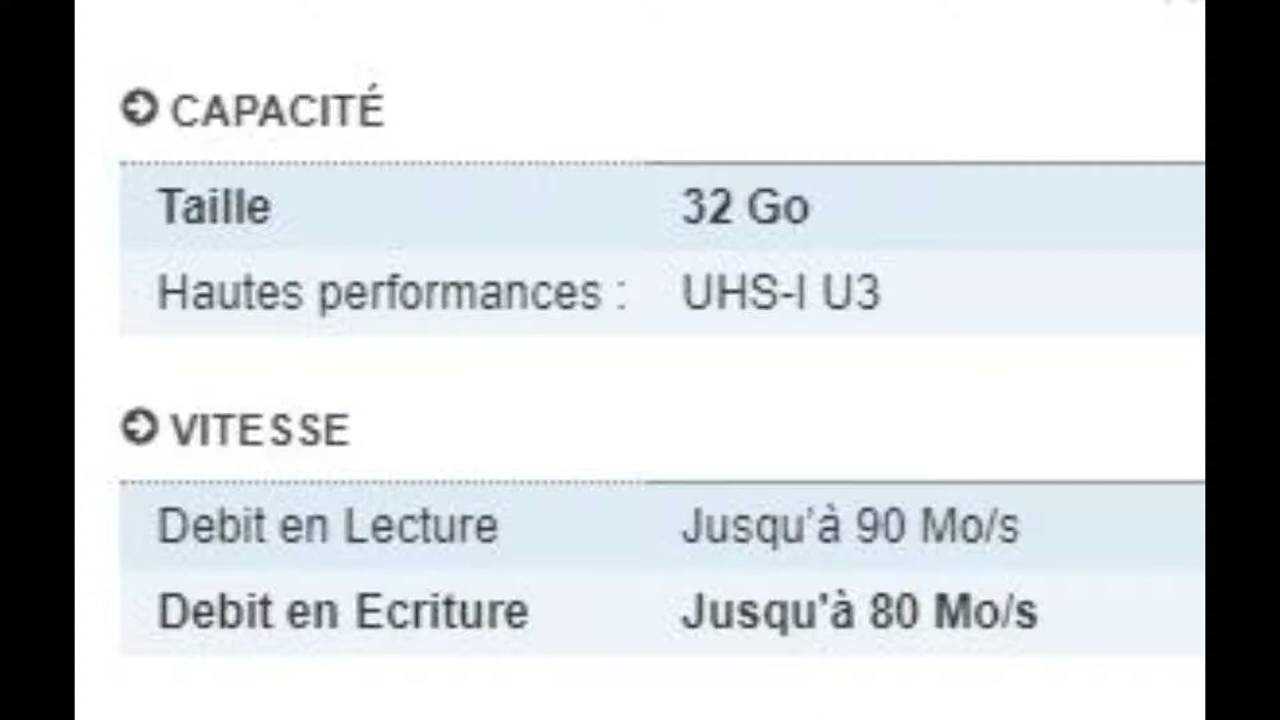 CAPACITÉ
Taille 32 Go
Hautes performances : UHS-I U3
VITESSE
Debit en Lecture Jusqu'à 90 Mo/s
Debit en Ecriture Jusqu'à 80 Mo/s